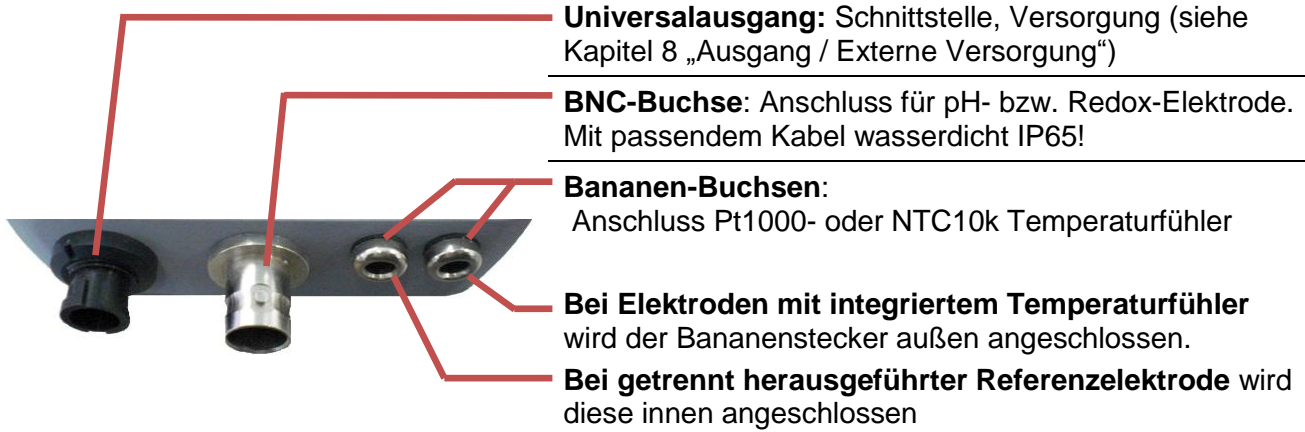 Universalausgang: Schnittstelle, Versorgung (siehe
Kapitel 8 „Ausgang / Externe Versorgung“)
BNC-Buchse: Anschluss für pH- bzw. Redox-Elektrode.
Mit passendem Kabel wasserdicht IP65!
Bananen-Buchsen:
Anschluss Pt1000- oder NTC10k Temperaturfühler
Bei Elektroden mit integriertem Temperaturfühler
wird der Bananenstecker außen angeschlossen.
Bei getrennt herausgeführter Referenzelektrode wird
diese innen angeschlossen